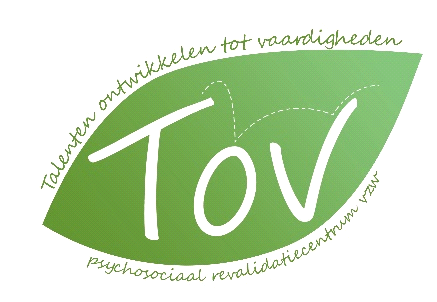 Talenten ontwikkelen tot vaardigheden
Tov
psychosociaal revalidatiecentrum vzw